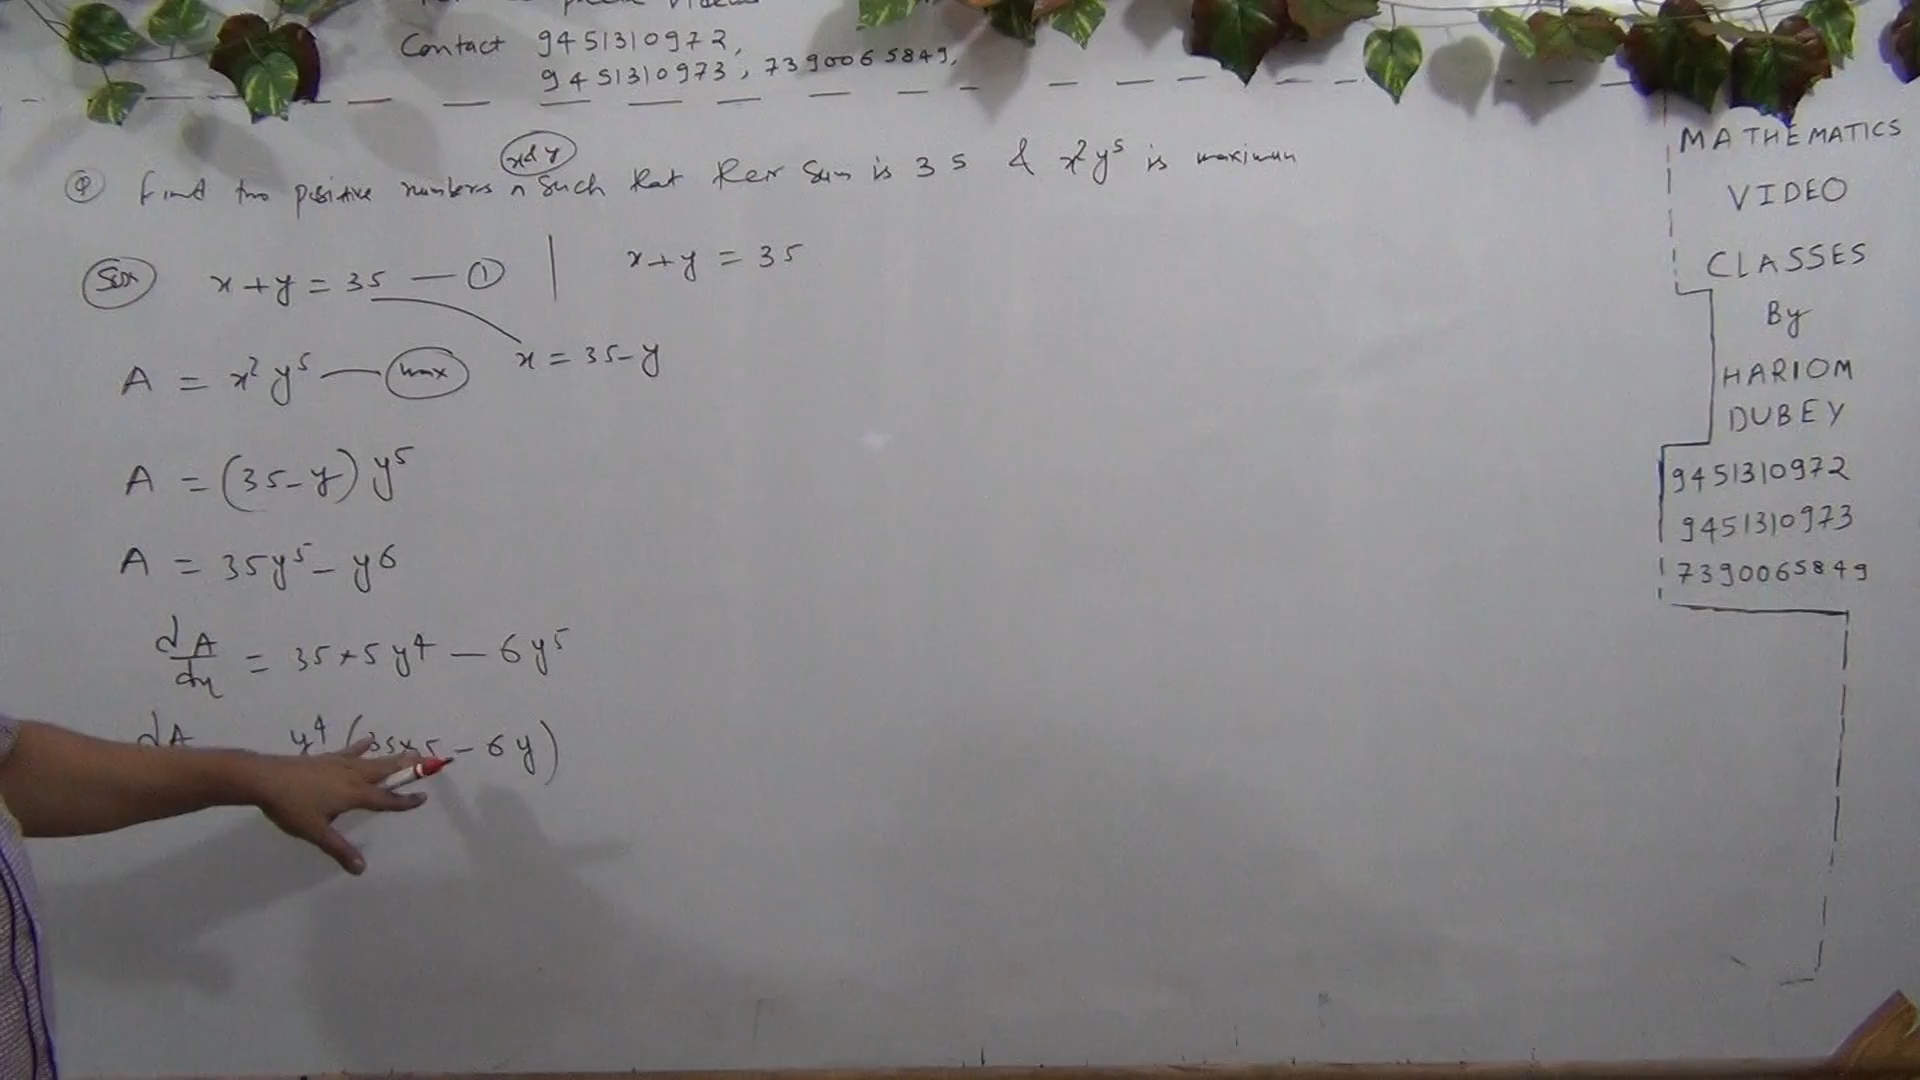 Contact 9451310972,
9451310973, 7390065849,
x & y
Q Find two positive numbers ^ Such that their Sum is 35 & x²y⁵ is maximum
Soln x+y = 35 — ① | x+y = 35
A = x² y⁵ — max x = 35-y
A = (35-y) y⁵
A = 35y⁵ - y6
dA/dy = 35×5y⁴ - 6y⁵
dA y⁴ (35×5 - 6y)
MATHEMATICS
VIDEO
CLASSES
By
HARIOM
DUBEY
9451310972
9451310973
7390065849